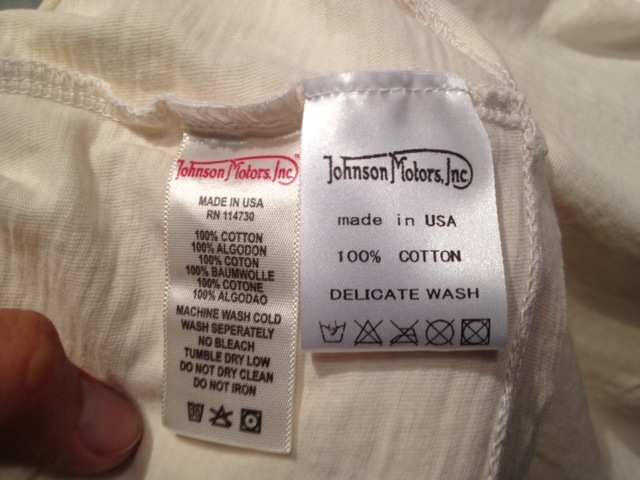 Johnson Motors, Inc.
MADE IN USA
RN 114730
100% COTTON
100% ALGODON
100% COTON
100% BAUMWOLLE
100% COTONE
100% ALGODAO
MACHINE WASH COLD
WASH SEPERATELY
NO BLEACH
TUMBLE DRY LOW
DO NOT DRY CLEAN
DO NOT IRON
Johnson Motors, Inc
made in USA
100% COTTON
DELICATE WASH